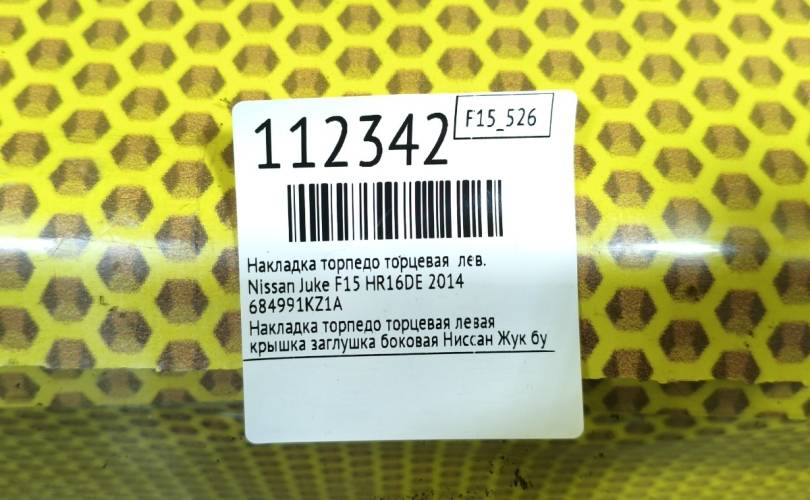 112342
F15_526
Накладка торпедо торцевая лев.
Nissan Juke F15 HR16DE 2014
684991KZ1A
Накладка торпедо торцевая левая
крышка заглушка боковая Ниссан Жук бу